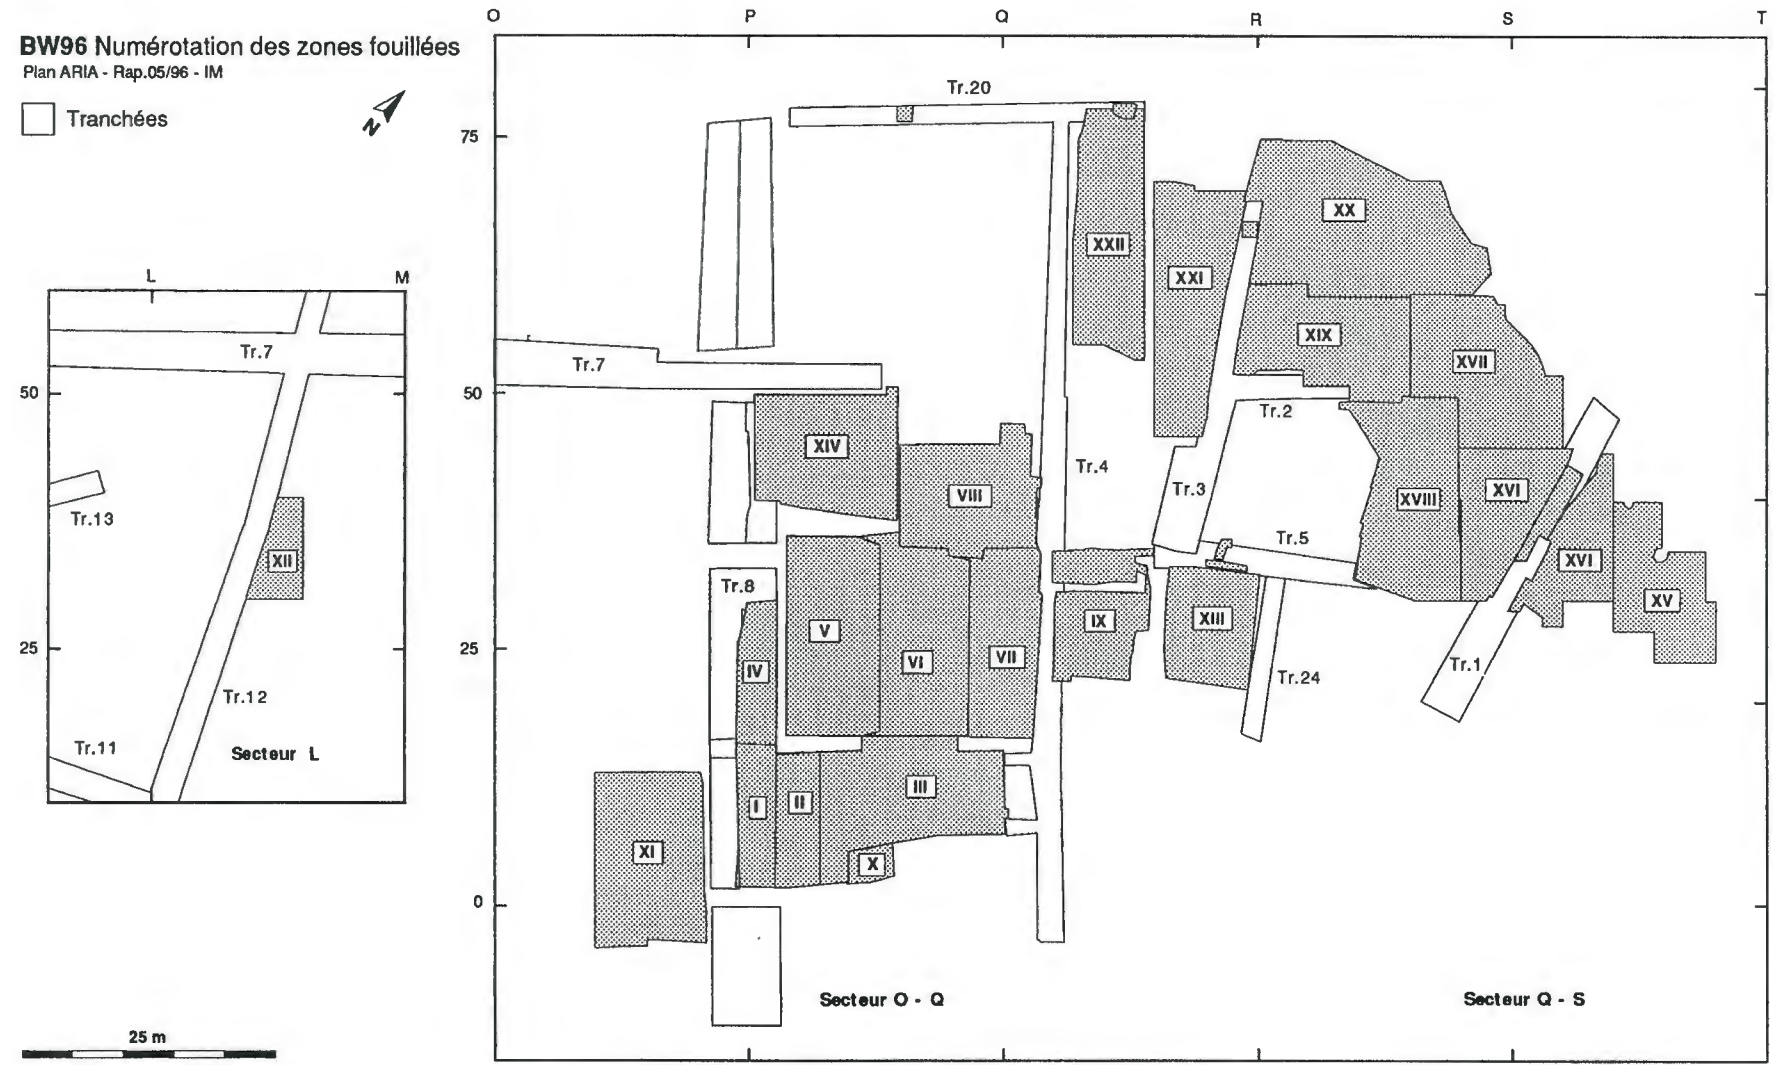 BW96 Numérotation des zones fouillées
Plan ARIA - Rap.05/96 - IM
Tranchées
N
O P Q R S T
75
50
25
0
Tr.20
XXII
XXI
XX
XIX
XVII
Tr.7
Tr.2
XIV
VIII
Tr.4
Tr.3
XVIII
XVI
Tr.5
XVI
XV
Tr.8
V
VI
VII
IX
XIII
IV
Tr.24
Tr.1
I
II
III
X
XI
Secteur O - Q
Secteur Q - S
L M
50
25
Tr.7
Tr.13
XII
Tr.12
Tr.11
Secteur L
25 m